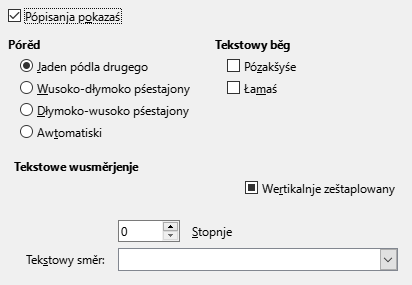 Pópisanja pokazaś
Pórěd
Jaden pódla drugego
Wusoko-dłymoko pśestajony
Dłymoko-wusoko pśestajony
Awtomatiski
Tekstowy běg
Pózakšyśe
Łamaś
Tekstowe wusměrjenje
Wertikalnje zeštaplowany
0 Stopnje
Tekstowy směr: